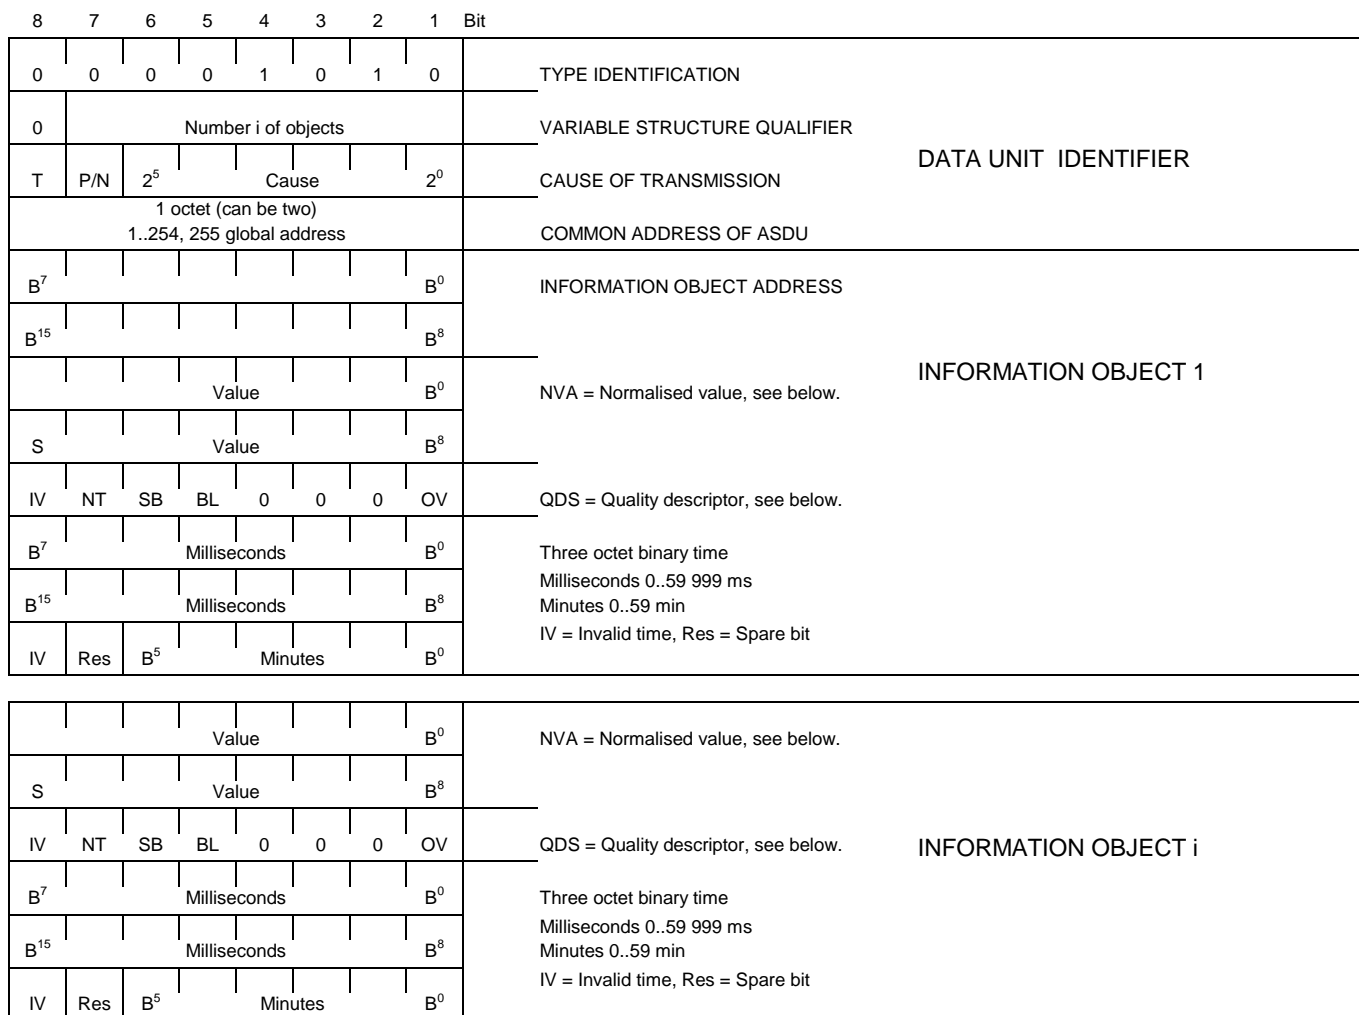 8 7 6 5 4 3 2 1 Bit
0 0 0 0 1 0 1 0 TYPE IDENTIFICATION
0 Number i of objects VARIABLE STRUCTURE QUALIFIER
DATA UNIT IDENTIFIER
T P/N 2⁵ Cause 2⁰ CAUSE OF TRANSMISSION
1 octet (can be two)
1..254, 255 global address COMMON ADDRESS OF ASDU
B⁷ B⁰ INFORMATION OBJECT ADDRESS
B¹⁵ B⁸
INFORMATION OBJECT 1
Value B⁰ NVA = Normalised value, see below.
S Value B⁸
IV NT SB BL 0 0 0 OV QDS = Quality descriptor, see below.
B⁷ Milliseconds B⁰ Three octet binary time
Milliseconds 0..59 999 ms
B¹⁵ Milliseconds B⁸ Minutes 0..59 min
IV = Invalid time, Res = Spare bit
IV Res B⁵ Minutes B⁰
Value B⁰ NVA = Normalised value, see below.
S Value B⁸
IV NT SB BL 0 0 0 OV QDS = Quality descriptor, see below. INFORMATION OBJECT i
B⁷ Milliseconds B⁰ Three octet binary time
Milliseconds 0..59 999 ms
B¹⁵ Milliseconds B⁸ Minutes 0..59 min
IV = Invalid time, Res = Spare bit
IV Res B⁵ Minutes B⁰